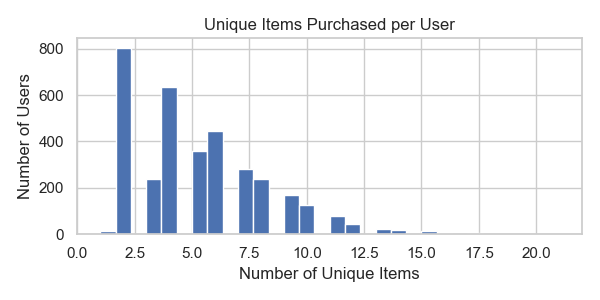 Unique Items Purchased per User
Number of Users
800
600
400
200
0
0.0 2.5 5.0 7.5 10.0 12.5 15.0 17.5 20.0
Number of Unique Items